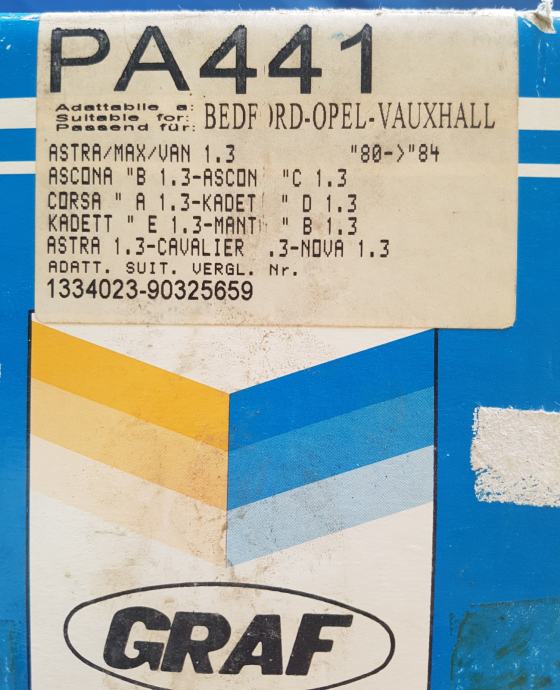 PA441
Adattabile a:
Suitable for: BEDF RD-OPEL-VAUXHALL
Passend für:
ASTRA/MAX/VAN 1.3 "80->"84
ASCONA "B 1.3-ASCON "C 1.3
CORSA " A 1.3-KADET " D 1.3
KADETT " E 1.3-MANT " B 1.3
ASTRA 1.3-CAVALIER .3-NOVA 1.3
ADATT. SUIT. VERGL. Nr.
1334023-90325659
GRAF